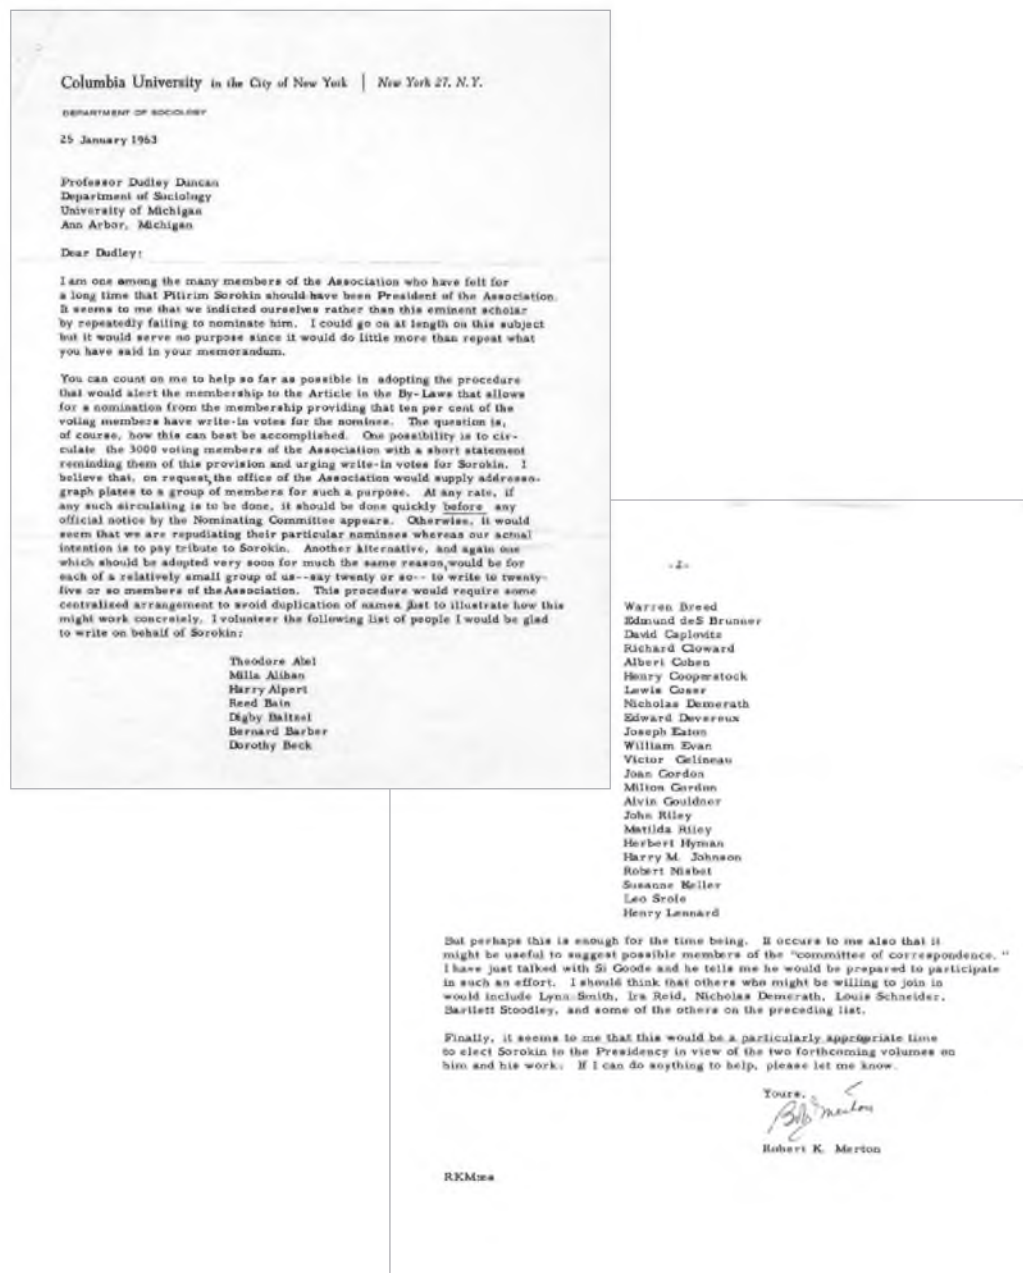 Columbia University in the City of New York | New York 27, N. Y.
DEPARTMENT OF SOCIOLOGY
25 January 1963
Professor Dudley Duncan
Department of Sociology
University of Michigan
Ann Arbor, Michigan
Dear Dudley:
I am one among the many members of the Association who have felt for
a long time that Pitirim Sorokin should have been President of the Association.
It seems to me that we indicted ourselves rather than this eminent scholar
by repeatedly failing to nominate him. I could go on at length on this subject
but it would serve no purpose since it would do little more than repeat what
you have said in your memorandum.
You can count on me to help so far as possible in adopting the procedure
that would alert the membership to the Article in the By-Laws that allows
for a nomination from the membership providing that ten per cent of the
voting members have write-in votes for the nominee. The question is,
of course, how this can best be accomplished. One possibility is to cir-
culate the 3000 voting members of the Association with a short statement
reminding them of this provision and urging write-in votes for Sorokin. I
believe that, on request, the office of the Association would supply addresso-
graph plates to a group of members for such a purpose. At any rate, if
any such circulating is to be done, it should be done quickly before any
official notice by the Nominating Committee appears. Otherwise, it would
seem that we are repudiating their particular nominees whereas our actual
intention is to pay tribute to Sorokin. Another alternative, and again one
which should be adopted very soon for much the same reason, would be for
each of a relatively small group of us--say twenty or so-- to write to twenty-
five or so members of the Association. This procedure would require some
centralized arrangement to avoid duplication of names Just to illustrate how this
might work concretely, I volunteer the following list of people I would be glad
to write on behalf of Sorokin:
Theodore Abel
Milla Alihan
Harry Alpert
Reed Bain
Digby Baltzel
Bernard Barber
Dorothy Beck
-2-
Warren Breed
Edmund deS Brunner
David Caplovitz
Richard Cloward
Albert Cohen
Henry Cooperstock
Lewis Coser
Nicholas Demerath
Edward Devereux
Joseph Eaton
William Evan
Victor Gelineau
Joan Gordon
Milton Gordon
Alvin Gouldner
John Riley
Matilda Riley
Herbert Hyman
Harry M. Johnson
Robert Nisbet
Susanne Keller
Leo Srole
Henry Lennard
But perhaps this is enough for the time being. It occurs to me also that it
might be useful to suggest possible members of the "committee of correspondence. "
I have just talked with Si Goode and he tells me he would be prepared to participate
in such an effort. I should think that others who might be willing to join in
would include Lynn Smith, Ira Reid, Nicholas Demerath, Louis Schneider,
Bartlett Stoodley, and some of the others on the preceding list.
Finally, it seems to me that this would be a particularly appropriate time
to elect Sorokin to the Presidency in view of the two forthcoming volumes on
him and his work. If I can do anything to help, please let me know.
Yours,
Bob Merton
Robert K. Merton
RKM:ea